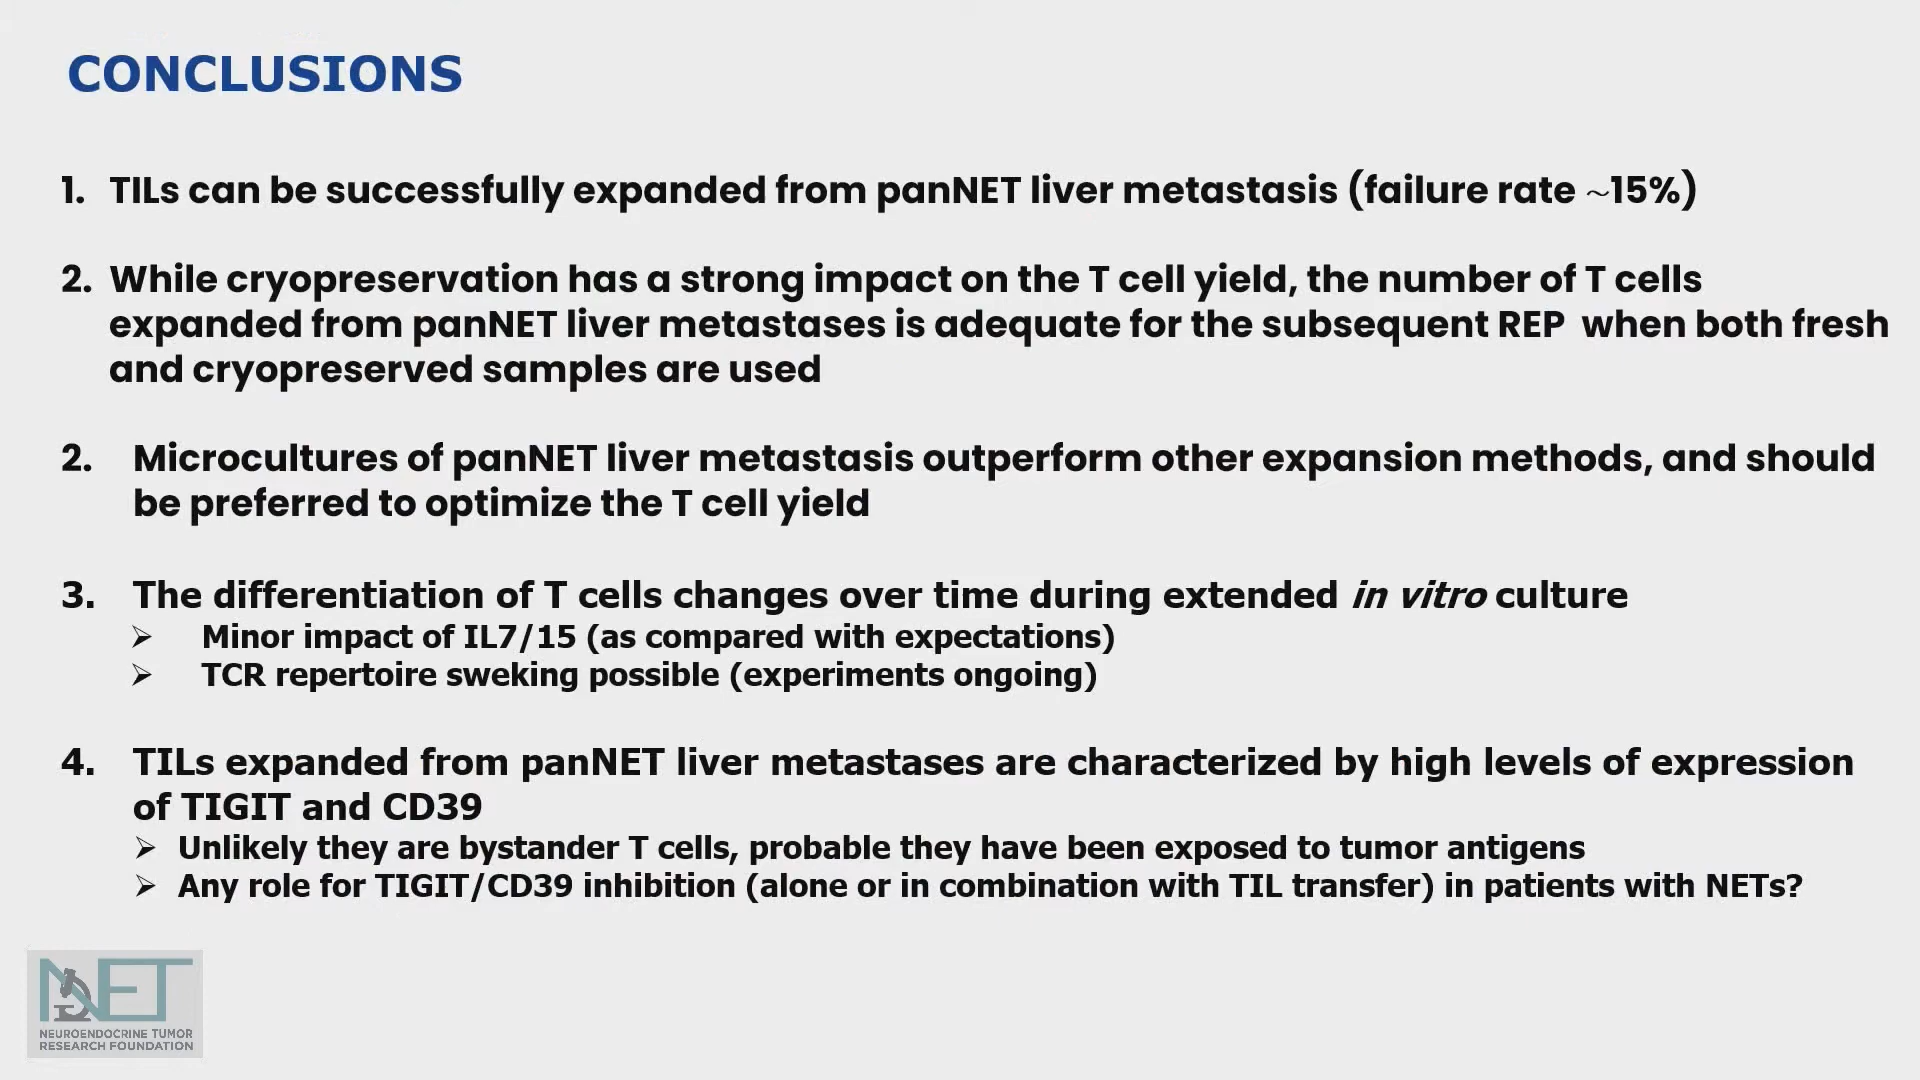 CONCLUSIONS
1. TILs can be successfully expanded from panNET liver metastasis (failure rate ~15%)
2. While cryopreservation has a strong impact on the T cell yield, the number of T cells
expanded from panNET liver metastases is adequate for the subsequent REP when both fresh
and cryopreserved samples are used
2. Microcultures of panNET liver metastasis outperform other expansion methods, and should
be preferred to optimize the T cell yield
3. The differentiation of T cells changes over time during extended in vitro culture
➢ Minor impact of IL7/15 (as compared with expectations)
➢ TCR repertoire sweking possible (experiments ongoing)
4. TILs expanded from panNET liver metastases are characterized by high levels of expression
of TIGIT and CD39
➢ Unlikely they are bystander T cells, probable they have been exposed to tumor antigens
➢ Any role for TIGIT/CD39 inhibition (alone or in combination with TIL transfer) in patients with NETs?
NET
NEUROENDOCRINE TUMOR
RESEARCH FOUNDATION